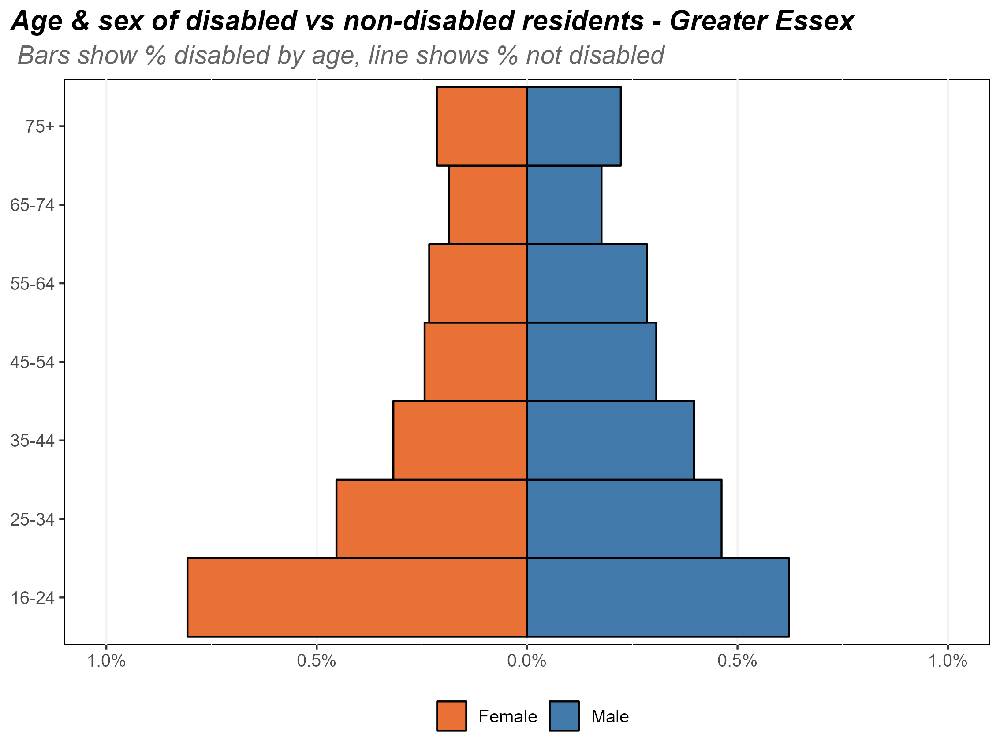 Age & sex of disabled vs non-disabled residents - Greater Essex
Bars show % disabled by age, line shows % not disabled
75+
65-74
55-64
45-54
35-44
25-34
16-24
1.0% 0.5% 0.0% 0.5% 1.0%
Female Male